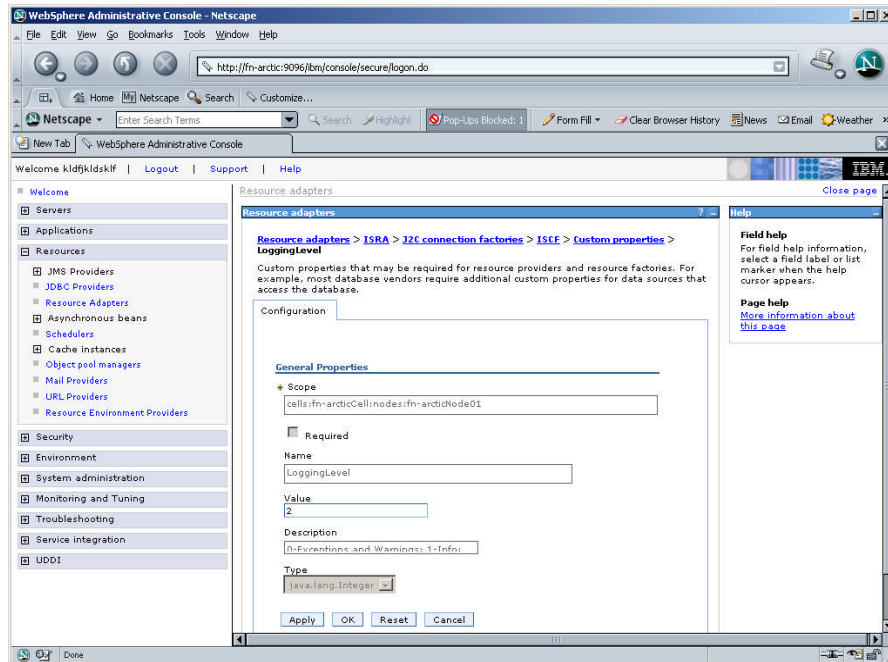 WebSphere Administrative Console - Netscape
File Edit View Go Bookmarks Tools Window Help
http://fn-arctic:9096/ibm/console/secure/logon.do
Home My Netscape Search Customize...
Netscape Enter Search Terms Search Highlight Pop-Ups Blocked: 1 Form Fill Clear Browser History News Email Weather
New Tab WebSphere Administrative Console
Welcome kldfjkldsklf | Logout | Support | Help IBM.
Welcome
Servers
Applications
Resources
JMS Providers
JDBC Providers
Resource Adapters
Asynchronous beans
Schedulers
Cache instances
Object pool managers
Mail Providers
URL Providers
Resource Environment Providers
Security
Environment
System administration
Monitoring and Tuning
Troubleshooting
Service integration
UDDI
Resource adapters Close page
Resource adapters ? -
Resource adapters > ISRA > J2C connection factories > ISCF > Custom properties >
LoggingLevel
Custom properties that may be required for resource providers and resource factories. For
example, most database vendors require additional custom properties for data sources that
access the database.
Configuration
General Properties
* Scope
cells:fn-arcticCell:nodes:fn-arcticNode01
Required
Name
LoggingLevel
Value
2
Description
0-Exceptions and Warnings; 1-Info;
Type
java.lang.Integer
Apply OK Reset Cancel
Help
Field help
For field help information,
select a field label or list
marker when the help
cursor appears.
Page help
More information about
this page
Done